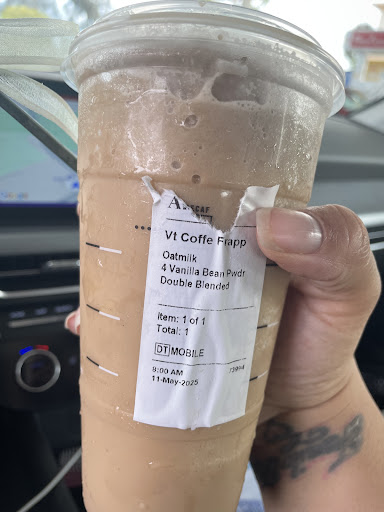 Vt Coffe Frapp
Oatmilk
4 Vanilla Bean Pwdr
Double Blended
Item: 1 of 1
Total: 1
DT MOBILE
8:00 AM
11-May-2025